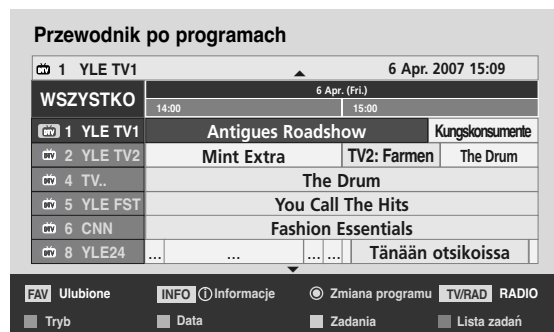 Przewodnik po programach
1 YLE TV1 6 Apr. 2007 15:09
WSZYSTKO 6 Apr. (Fri.)
14:00 15:00
1 YLE TV1 Antigues Roadshow Kungskonsumente
2 YLE TV2 Mint Extra TV2: Farmen The Drum
4 TV.. The Drum
5 YLE FST You Call The Hits
6 CNN Fashion Essentials
8 YLE24 ... ... ... ... Tänään otsikoissa
FAV Ulubione INFO Informacje Zmiana programu TV/RAD RADIO
Tryb Data Zadania Lista zadań